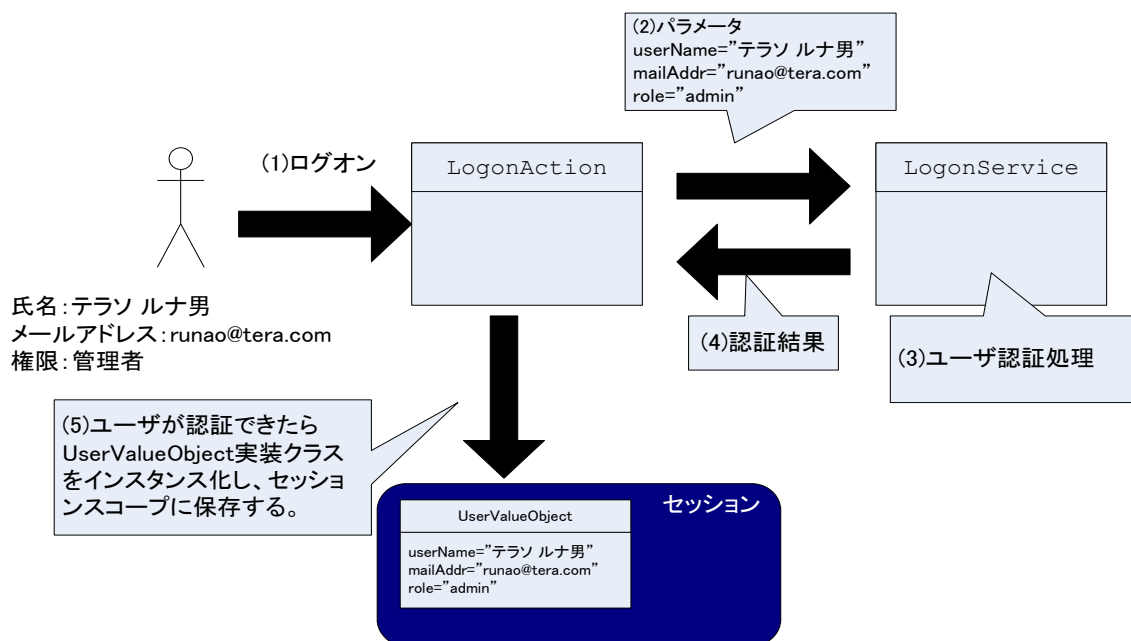 (2)パラメータ
userName=”テラソ ルナ男”
mailAddr=”runao@tera.com”
role=”admin”
(1)ログオン
LogonAction
LogonService
氏名:テラソ ルナ男
メールアドレス:runao@tera.com
権限:管理者
(4)認証結果
(3)ユーザ認証処理
(5)ユーザが認証できたら
UserValueObject実装クラス
をインスタンス化し、セッショ
ンスコープに保存する。
セッション
UserValueObject
userName=”テラソ ルナ男”
mailAddr=”runao@tera.com”
role=”admin”